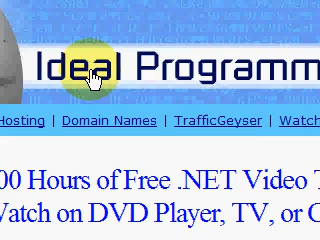 Ideal Programm
Hosting | Domain Names | TrafficGeyser | Watch
00 Hours of Free .NET Video T
Watch on DVD Player, TV, or C